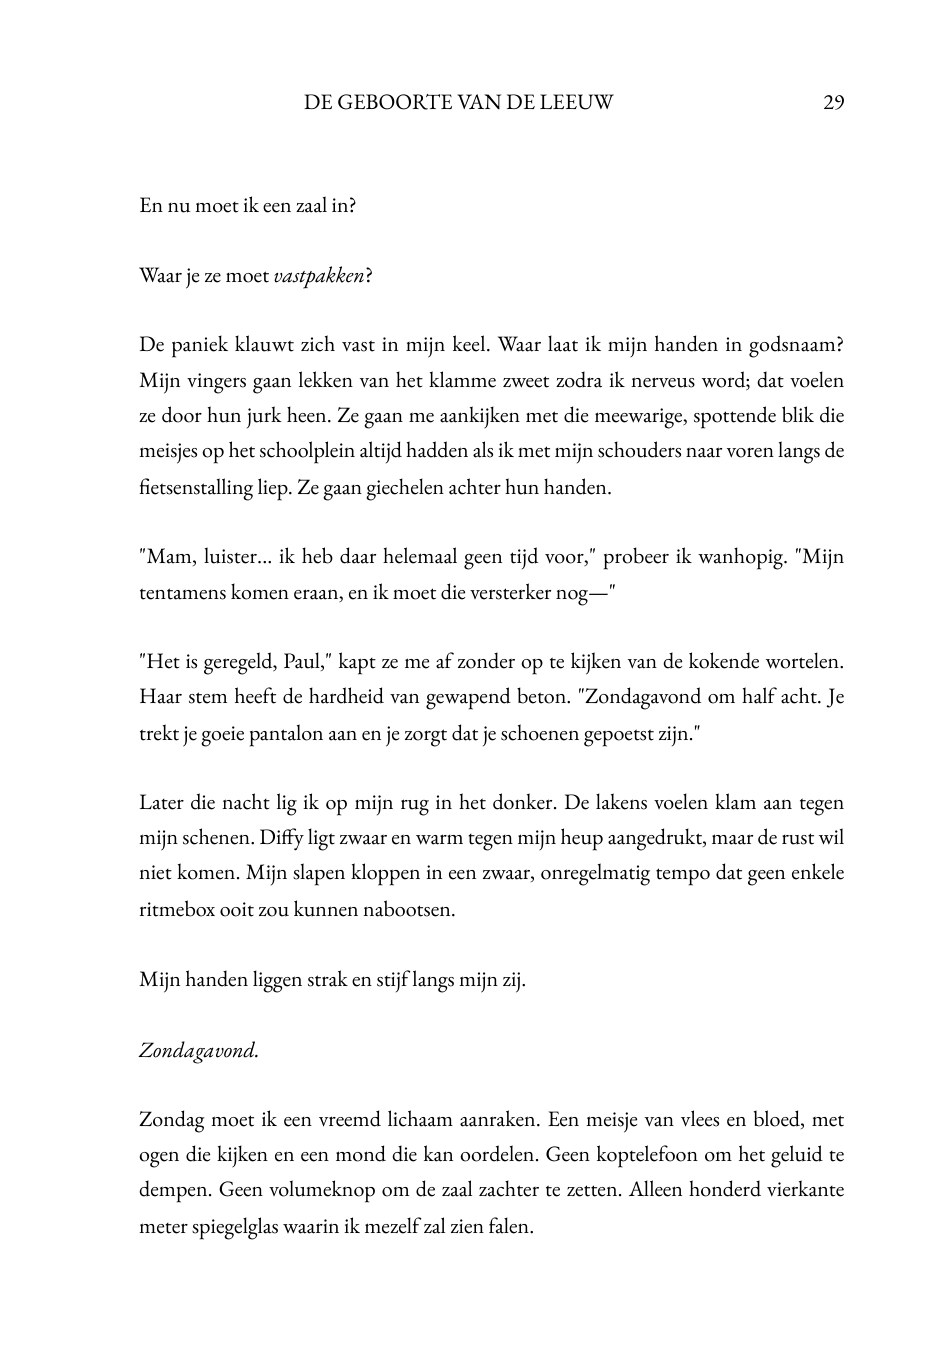 DE GEBOORTE VAN DE LEEUW 29
En nu moet ik een zaal in?
Waar je ze moet vastpakken?
De paniek klauwt zich vast in mijn keel. Waar laat ik mijn handen in godsnaam?
Mijn vingers gaan lekken van het klamme zweet zodra ik nerveus word; dat voelen
ze door hun jurk heen. Ze gaan me aankijken met die meewarige, spottende blik die
meisjes op het schoolplein altijd hadden als ik met mijn schouders naar voren langs de
fietsenstalling liep. Ze gaan giechelen achter hun handen.
"Mam, luister... ik heb daar helemaal geen tijd voor," probeer ik wanhopig. "Mijn
tentamens komen eraan, en ik moet die versterker nog—"
"Het is geregeld, Paul," kapt ze me af zonder op te kijken van de kokende wortelen.
Haar stem heeft de hardheid van gewapend beton. "Zondagavond om half acht. Je
trekt je goeie pantalon aan en je zorgt dat je schoenen gepoetst zijn."
Later die nacht lig ik op mijn rug in het donker. De lakens voelen klam aan tegen
mijn schenen. Diffy ligt zwaar en warm tegen mijn heup aangedrukt, maar de rust wil
niet komen. Mijn slapen kloppen in een zwaar, onregelmatig tempo dat geen enkele
ritmebox ooit zou kunnen nabootsen.
Mijn handen liggen strak en stijf langs mijn zij.
Zondagavond.
Zondag moet ik een vreemd lichaam aanraken. Een meisje van vlees en bloed, met
ogen die kijken en een mond die kan oordelen. Geen koptelefoon om het geluid te
dempen. Geen volumeknop om de zaal zachter te zetten. Alleen honderd vierkante
meter spiegelglas waarin ik mezelf zal zien falen.